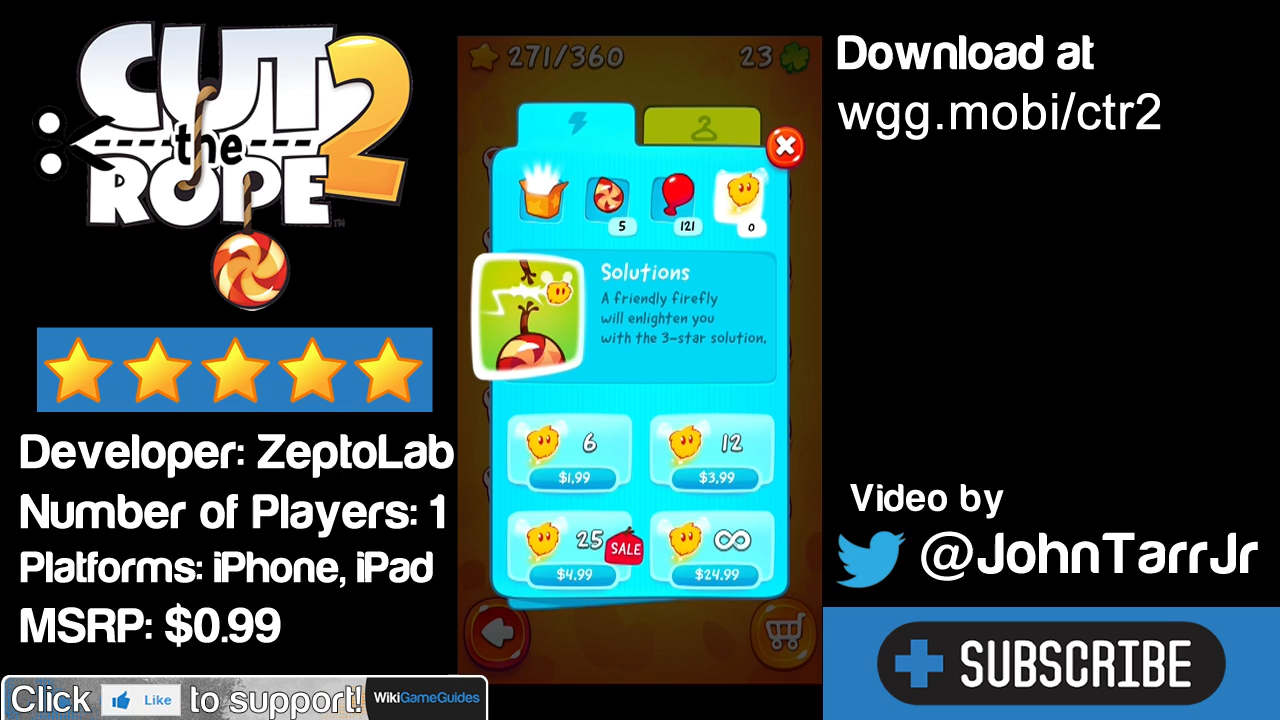 CUT
the
ROPE 2
TM
Developer: ZeptoLab
Number of Players: 1
Platforms: iPhone, iPad
MSRP: $0.99
Click Like to support! WikiGameGuides
271/360 23
5 121 0
Solutions
A friendly firefly
will enlighten you
with the 3-star solution.
6 12
$1.99 $3.99
25 SALE ∞
$4.99 $24.99
Download at
wgg.mobi/ctr2
Video by
@JohnTarrJr
SUBSCRIBE